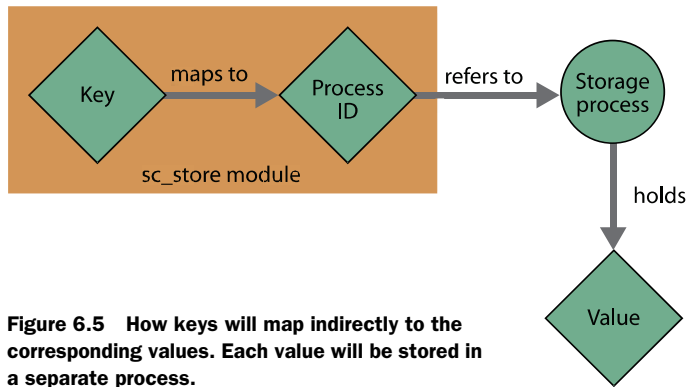 Key
maps to
Process
ID
refers to
Storage
process
sc_store module
holds
Value
Figure 6.5 How keys will map indirectly to the
corresponding values. Each value will be stored in
a separate process.